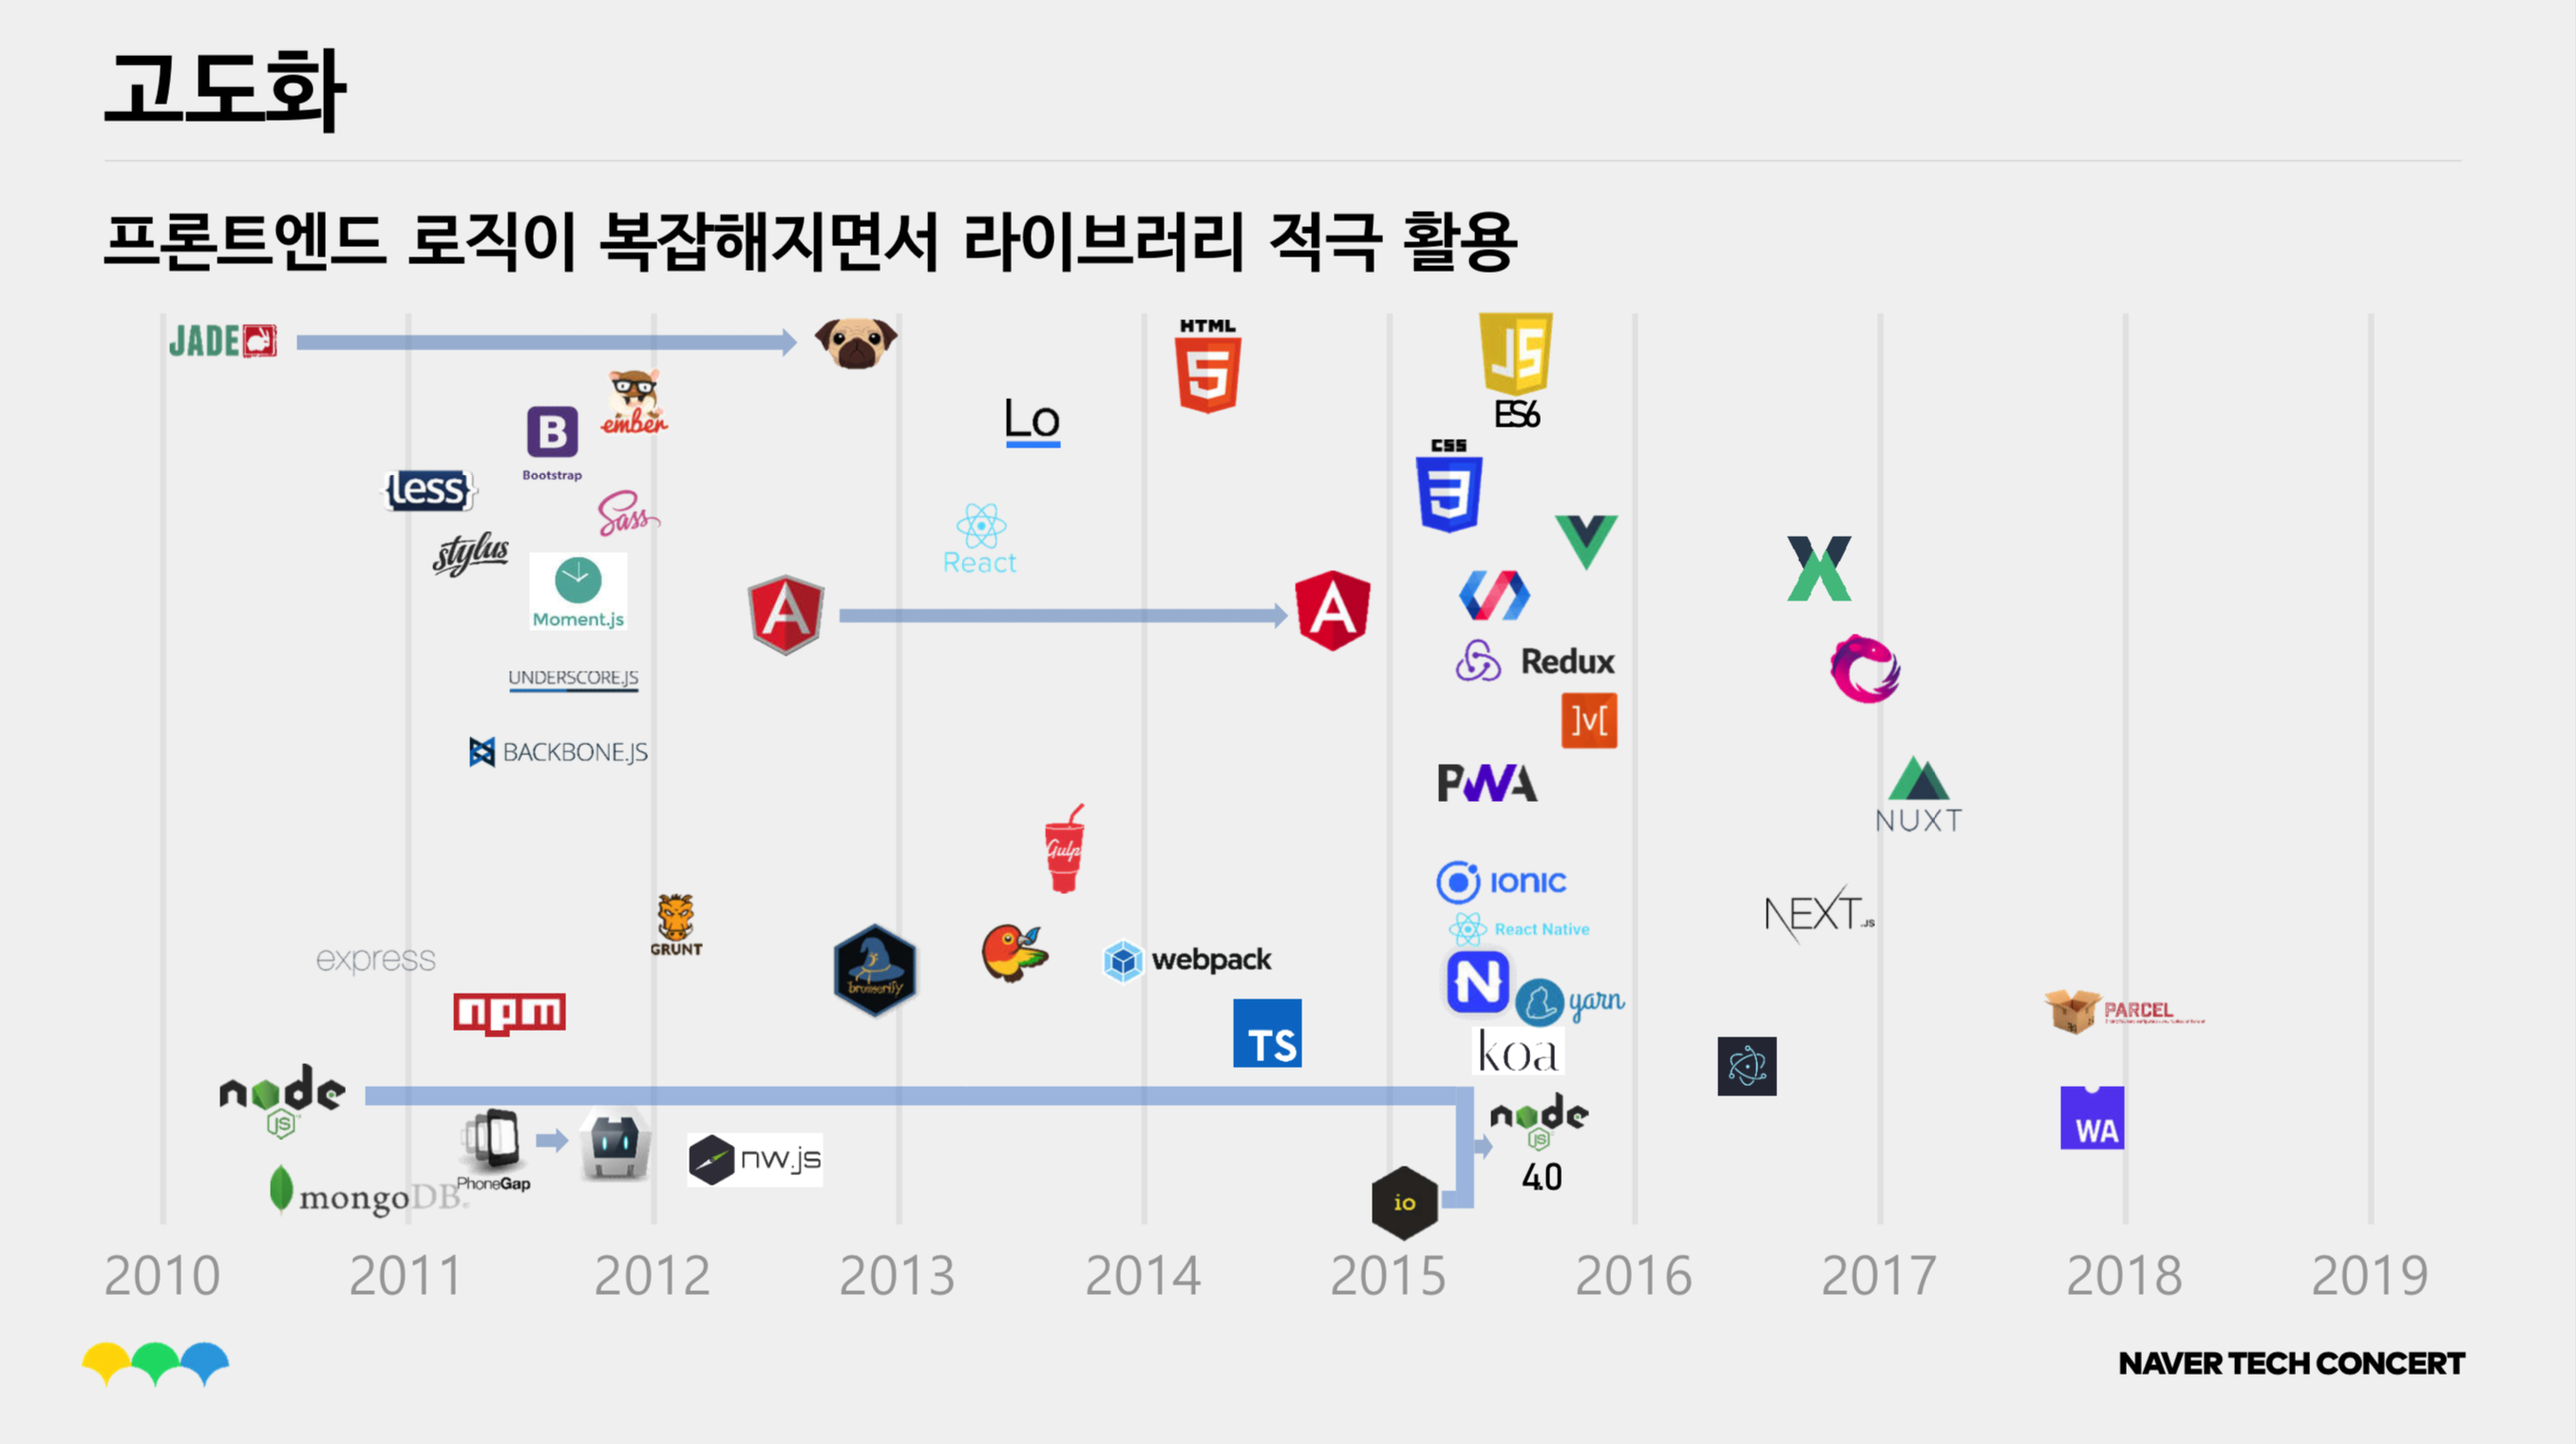 고도화
프론트엔드 로직이 복잡해지면서 라이브러리 적극 활용
JADE
HTML
5
JS
ES6
ember
B
Bootstrap
Lo
CSS
3
{less}
Sass
stylus
React
Moment.js
A
A
UNDERSCORE.JS
Redux
]v[
BACKBONE.JS
PWA
NUXT
Gulp
IONIC
GRUNT
React Native
NEXT.JS
express
browserify
webpack
N
yarn
npm
TS
koa
PARCEL
node
JS
PhoneGap
nw.js
node
JS
4.0
WA
mongoDB.
io
2010 2011 2012 2013 2014 2015 2016 2017 2018 2019
NAVER TECH CONCERT